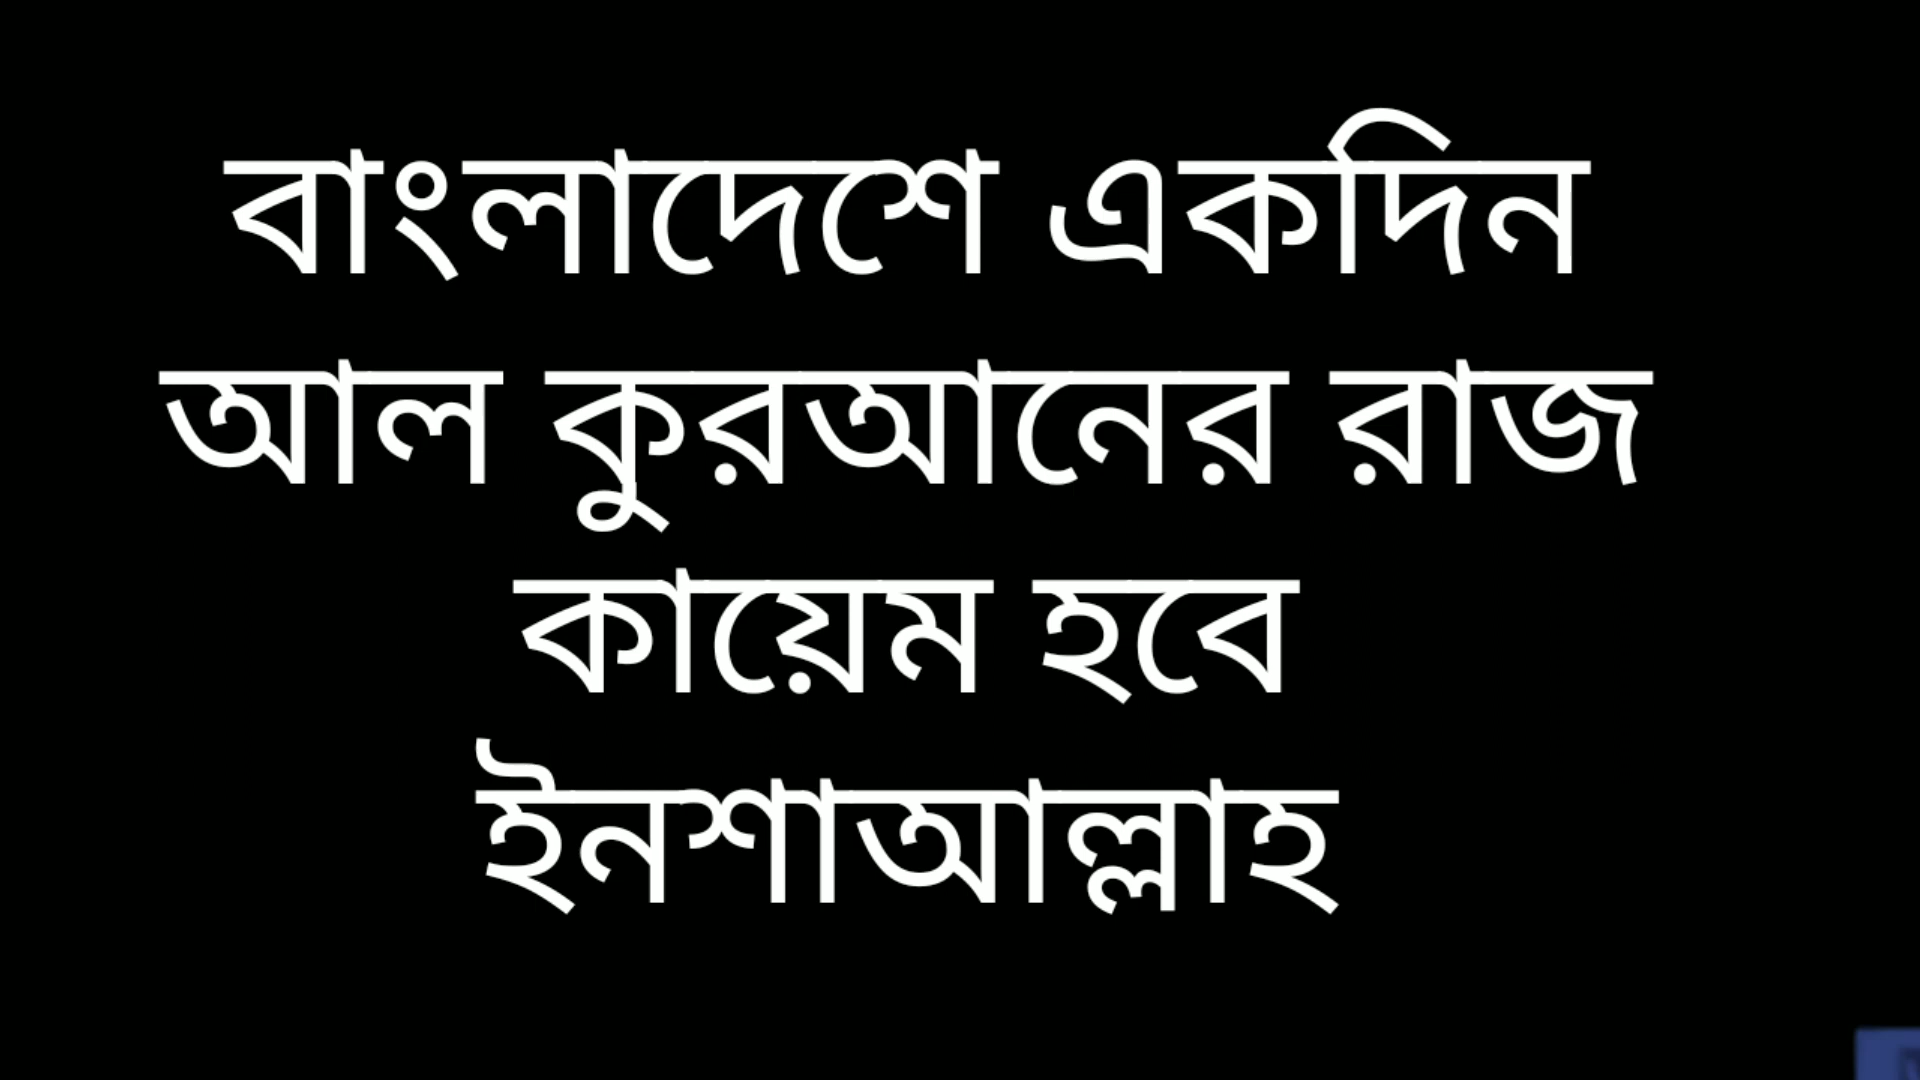 বাংলাদেশে একদিন
আল কুরআনের রাজ
কায়েম হবে
ইনশাআল্লাহ